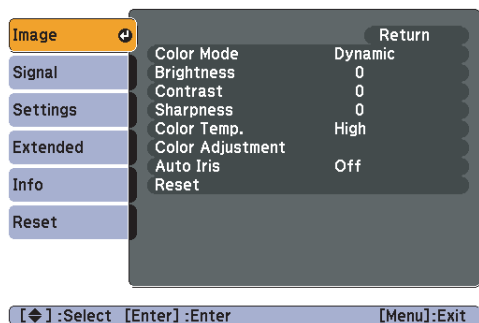 Image
Signal
Settings
Extended
Info
Reset
Return
Color Mode Dynamic
Brightness 0
Contrast 0
Sharpness 0
Color Temp. High
Color Adjustment
Auto Iris Off
Reset
[◆] :Select [Enter] :Enter [Menu]:Exit